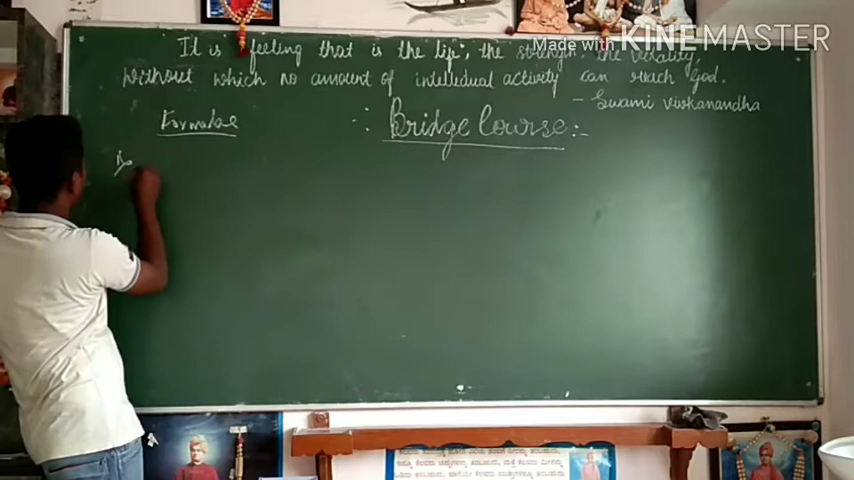 It is feeling that is the life, the strength, the vitality,
Made with KINEMASTER
without which no amount of intellectual activity can reach God.
- Swami Vivekanandha
Formulae
:- Bridge Course :-